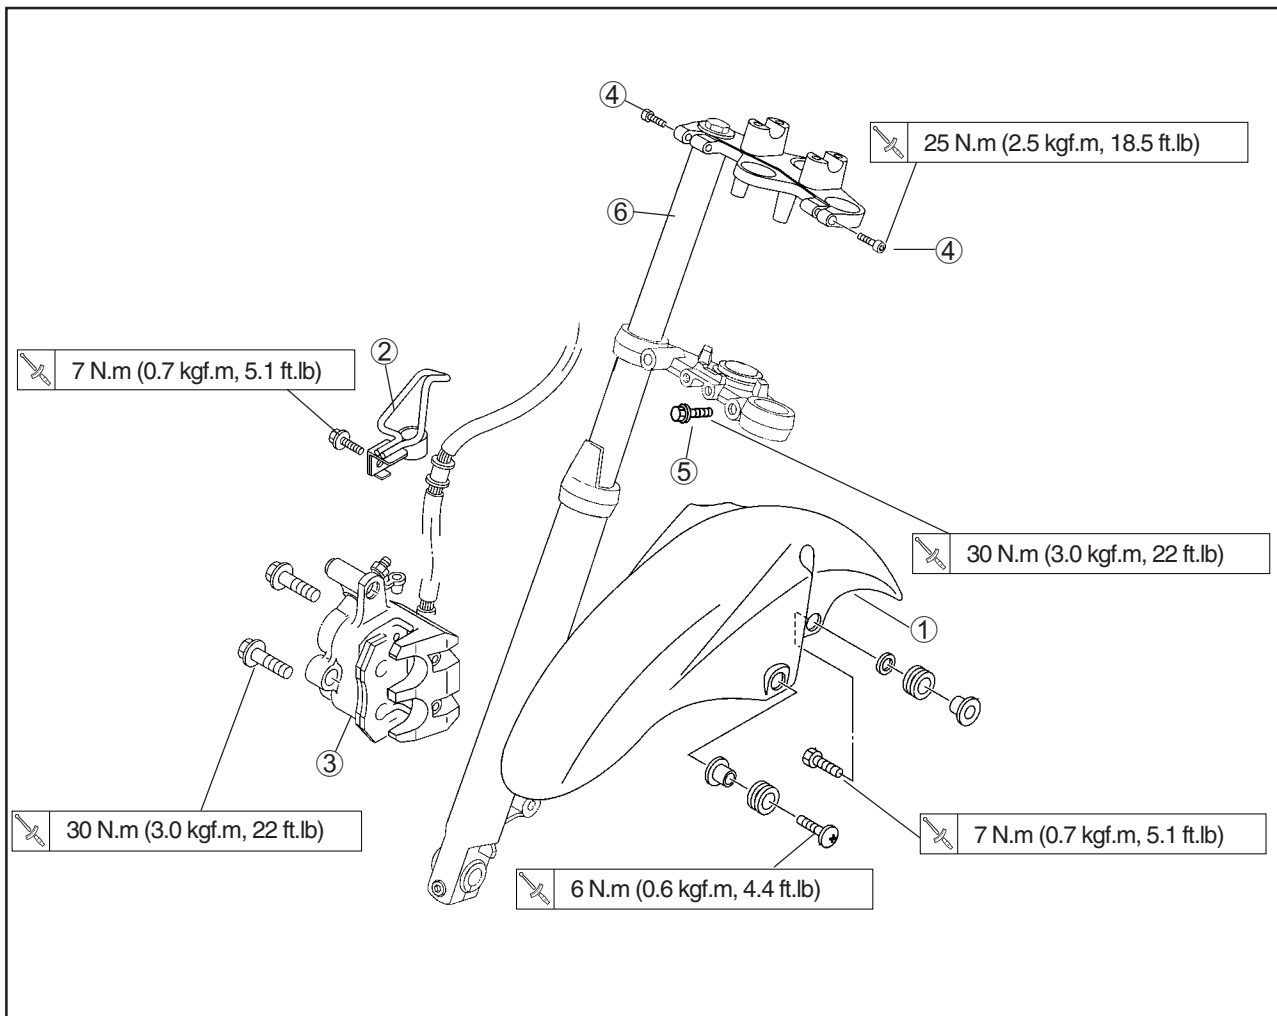 ④
25 N.m (2.5 kgf.m, 18.5 ft.lb)
⑥
④
7 N.m (0.7 kgf.m, 5.1 ft.lb)
②
⑤
30 N.m (3.0 kgf.m, 22 ft.lb)
①
③
30 N.m (3.0 kgf.m, 22 ft.lb)
7 N.m (0.7 kgf.m, 5.1 ft.lb)
6 N.m (0.6 kgf.m, 4.4 ft.lb)